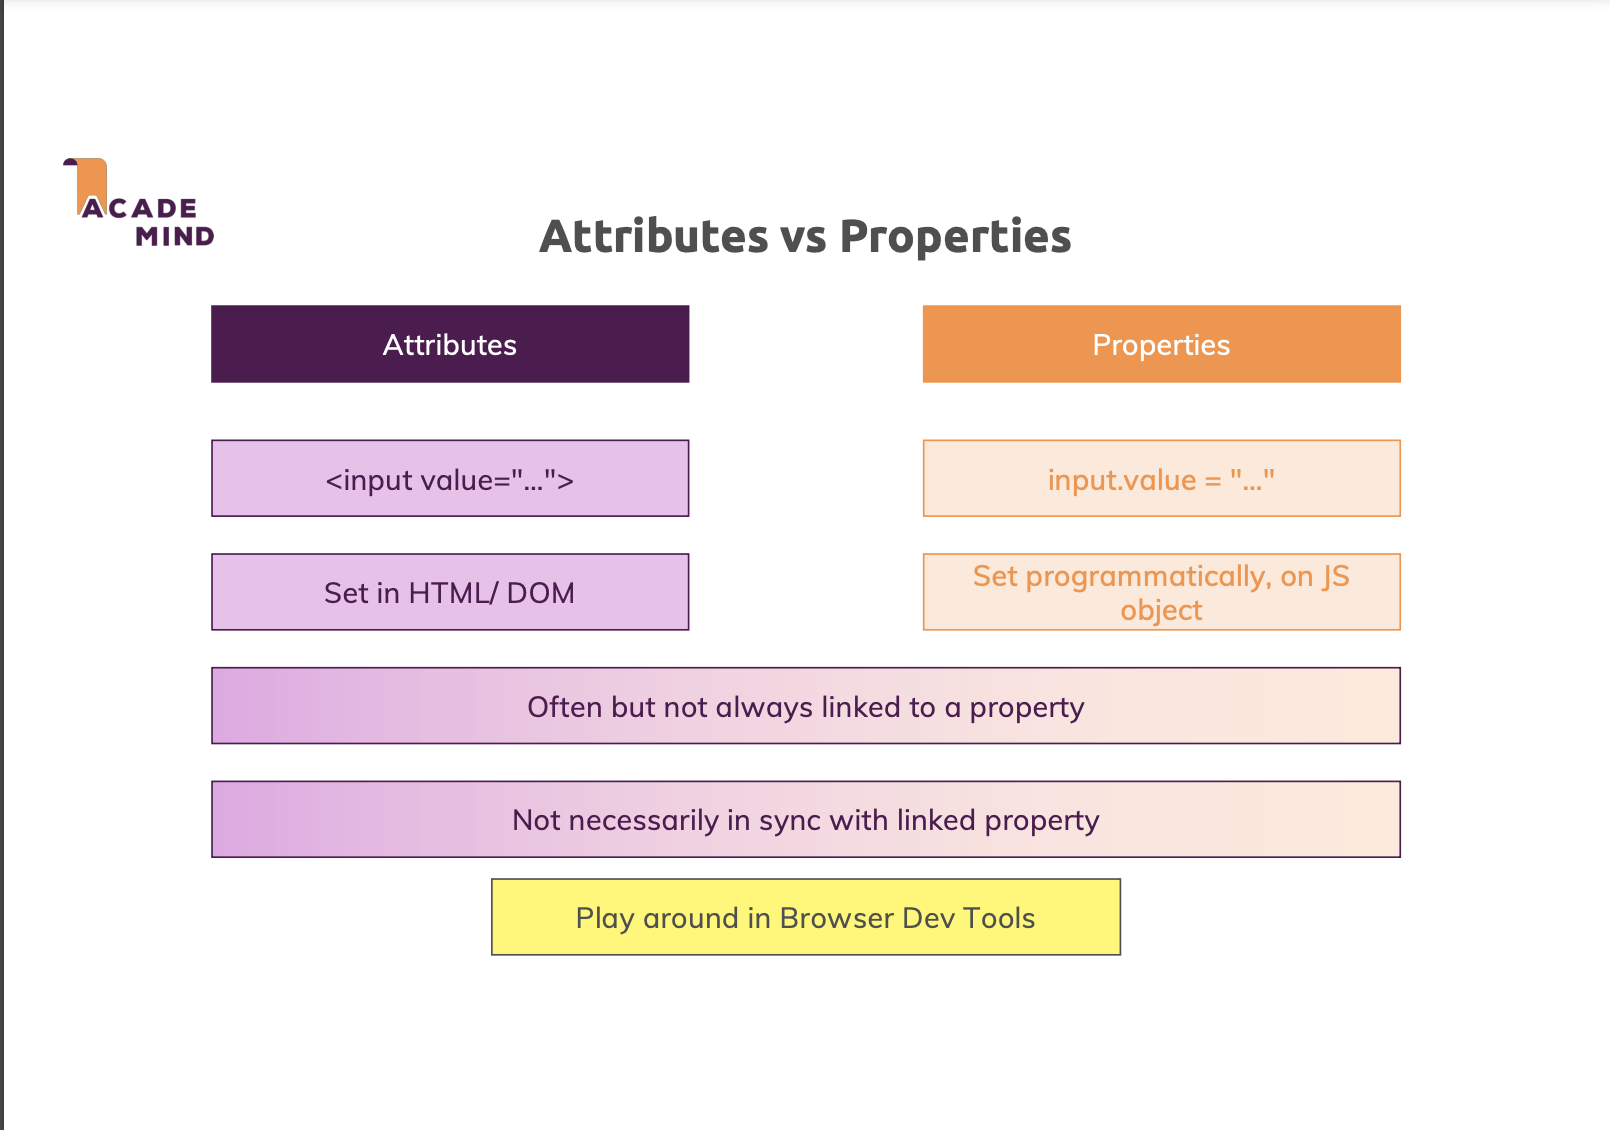 ACADE
MIND
Attributes vs Properties
Attributes
Properties
<input value="...">
input.value = "..."
Set in HTML/ DOM
Set programmatically, on JS
object
Often but not always linked to a property
Not necessarily in sync with linked property
Play around in Browser Dev Tools